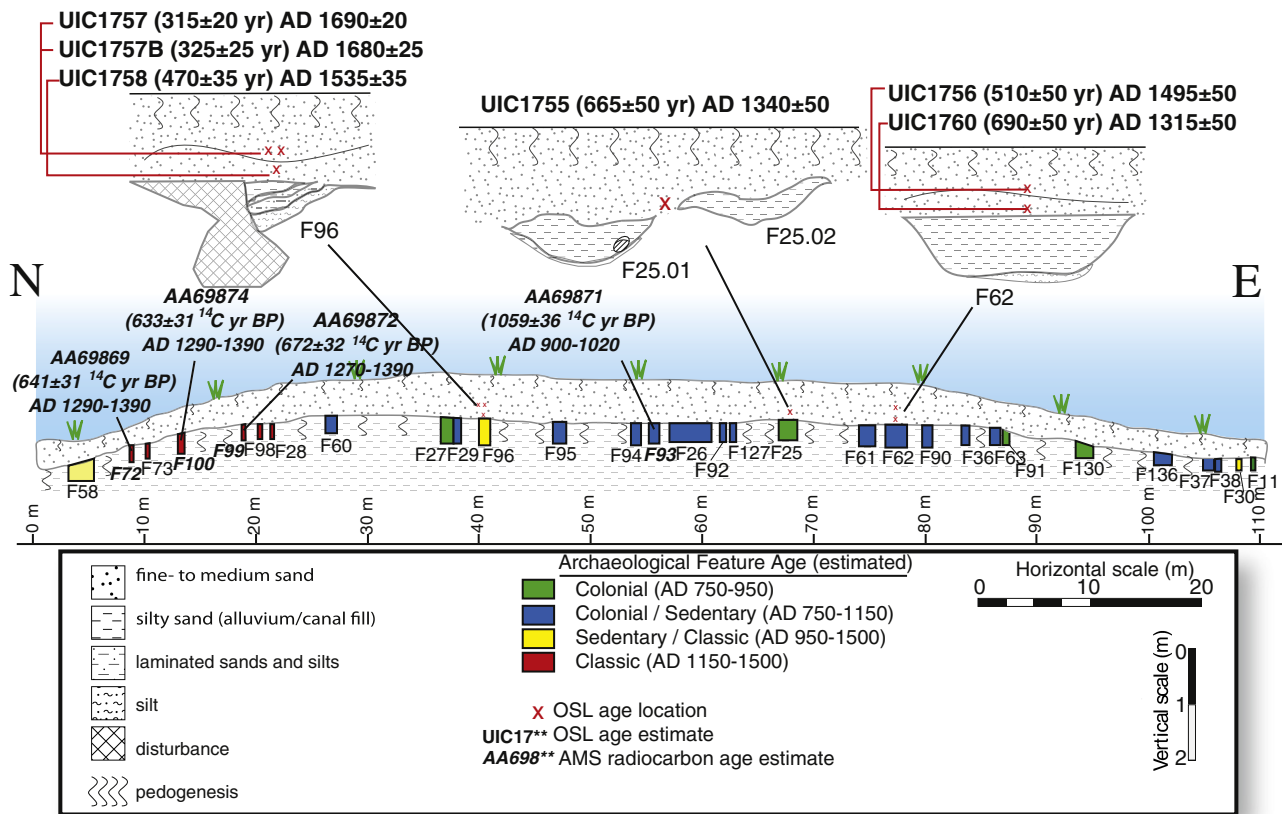 UIC1757 (315±20 yr) AD 1690±20
UIC1757B (325±25 yr) AD 1680±25
UIC1758 (470±35 yr) AD 1535±35
UIC1755 (665±50 yr) AD 1340±50
UIC1756 (510±50 yr) AD 1495±50
UIC1760 (690±50 yr) AD 1315±50
x x
x
x
x
x
F96
F25.01
F25.02
F62
N
E
AA69869
(641±31 ¹⁴C yr BP)
AD 1290-1390
AA69874
(633±31 ¹⁴C yr BP)
AD 1290-1390
AA69872
(672±32 ¹⁴C yr BP)
AD 1270-1390
AA69871
(1059±36 ¹⁴C yr BP)
AD 900-1020
F58
F72
F73
F100
F99
F98
F28
F60
F27
F29
F96
F95
F94
F93
F26
F92
F127
F25
F61
F62
F90
F36
F63
F91
F130
F136
F37
F38
F30
F11
0 m
10 m
20 m
30 m
40 m
50 m
60 m
70 m
80 m
90 m
100 m
110 m
fine- to medium sand
silty sand (alluvium/canal fill)
laminated sands and silts
silt
disturbance
pedogenesis
Archaeological Feature Age (estimated)
Colonial (AD 750-950)
Colonial / Sedentary (AD 750-1150)
Sedentary / Classic (AD 950-1500)
Classic (AD 1150-1500)
x OSL age location
UIC17** OSL age estimate
AA698** AMS radiocarbon age estimate
Horizontal scale (m)
0 10 20
Vertical scale (m)
0
1
2